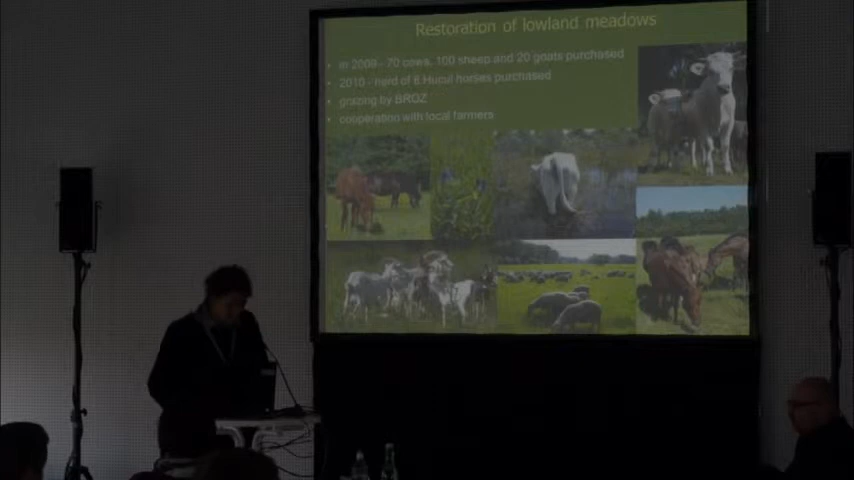 Restoration of lowland meadows
in 2009 - 70 cows, 100 sheep and 20 goats purchased
2010 - herd of 6 Hucul horses purchased
grazing by BROZ
cooperation with local farmers